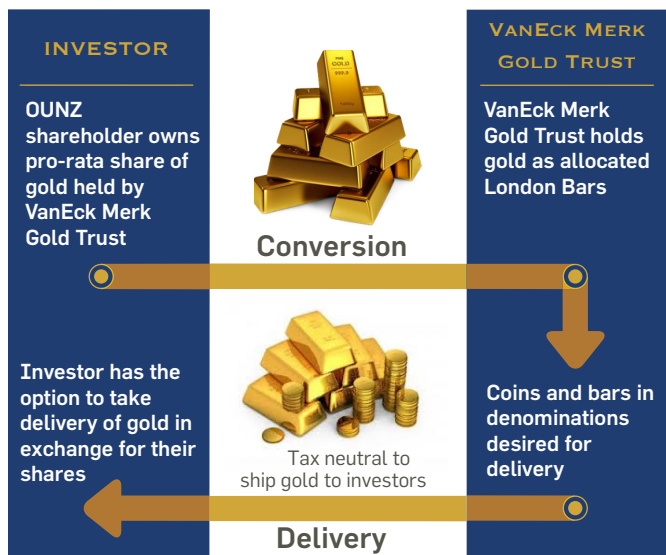 INVESTOR
OUNZ
shareholder owns
pro-rata share of
gold held by
VanEck Merk
Gold Trust
VANECK MERK
GOLD TRUST
VanEck Merk
Gold Trust holds
gold as allocated
London Bars
GOLD
999.9
Conversion
Investor has the
option to take
delivery of gold in
exchange for their
shares
Tax neutral to
ship gold to investors
Coins and bars in
denominations
desired for
delivery
Delivery